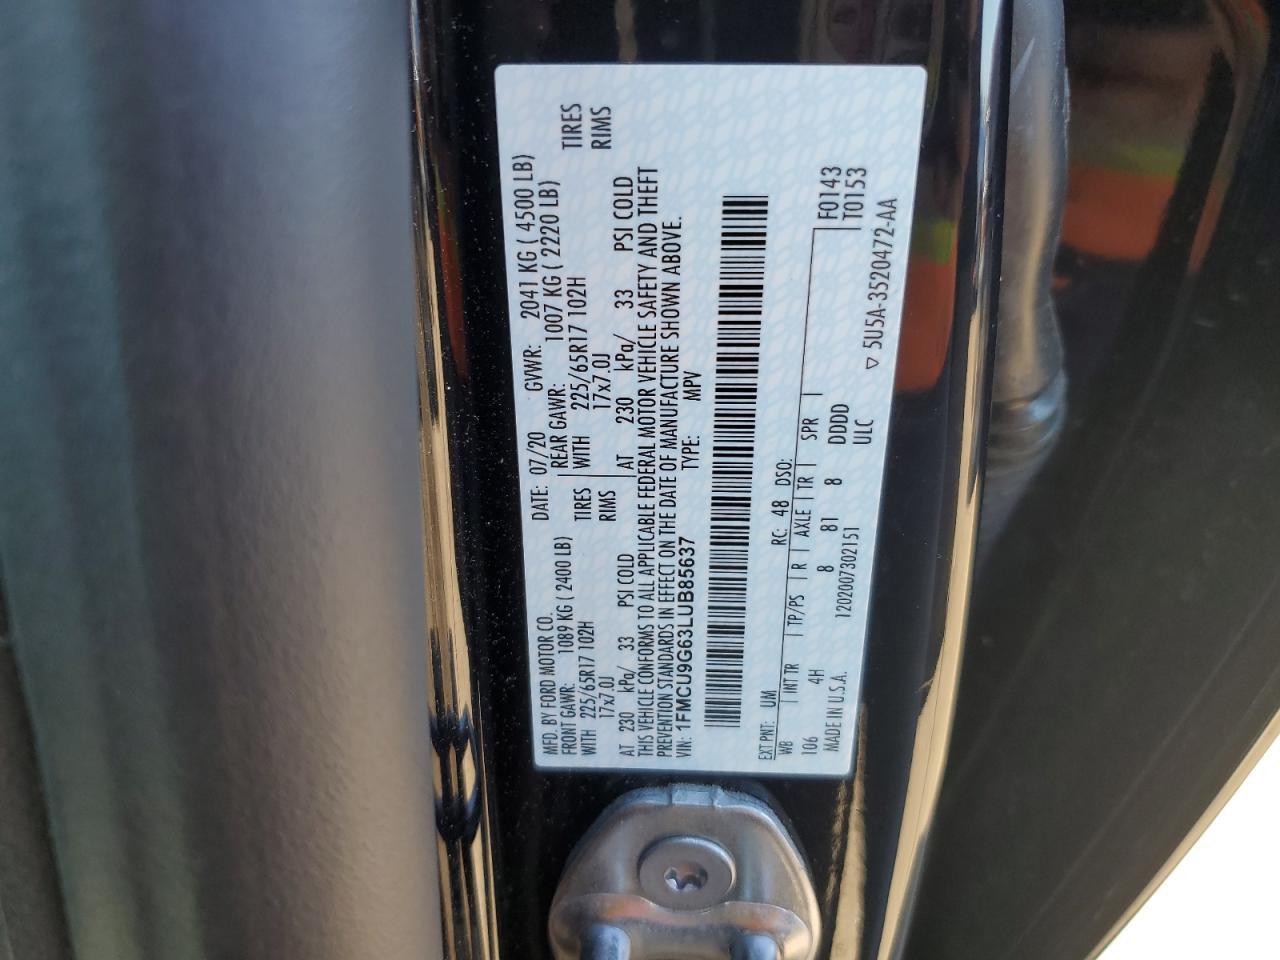 MFD. BY FORD MOTOR CO.
DATE: 07/20 GVWR: 2041 KG ( 4500 LB)
FRONT GAWR: 1089 KG ( 2400 LB) REAR GAWR: 1007 KG ( 2220 LB)
WITH 225/65R17 102H TIRES WITH 225/65R17 102H TIRES
17x7.0J RIMS 17x7.0J RIMS
AT 230 kPa/ 33 PSI COLD AT 230 kPa/ 33 PSI COLD
THIS VEHICLE CONFORMS TO ALL APPLICABLE FEDERAL MOTOR VEHICLE SAFETY AND THEFT
PREVENTION STANDARDS IN EFFECT ON THE DATE OF MANUFACTURE SHOWN ABOVE.
VIN: 1FMCU9G63LUB85637 TYPE: MPV
EXT PNT: UM RC: 48 DSO:
WB INT TR TP/PS R AXLE TR SPR F0143
106 4H 8 81 8 DDDD T0153
MADE IN U.S.A. 1202007302151 ULC ▽ 5U5A-3520472-AA